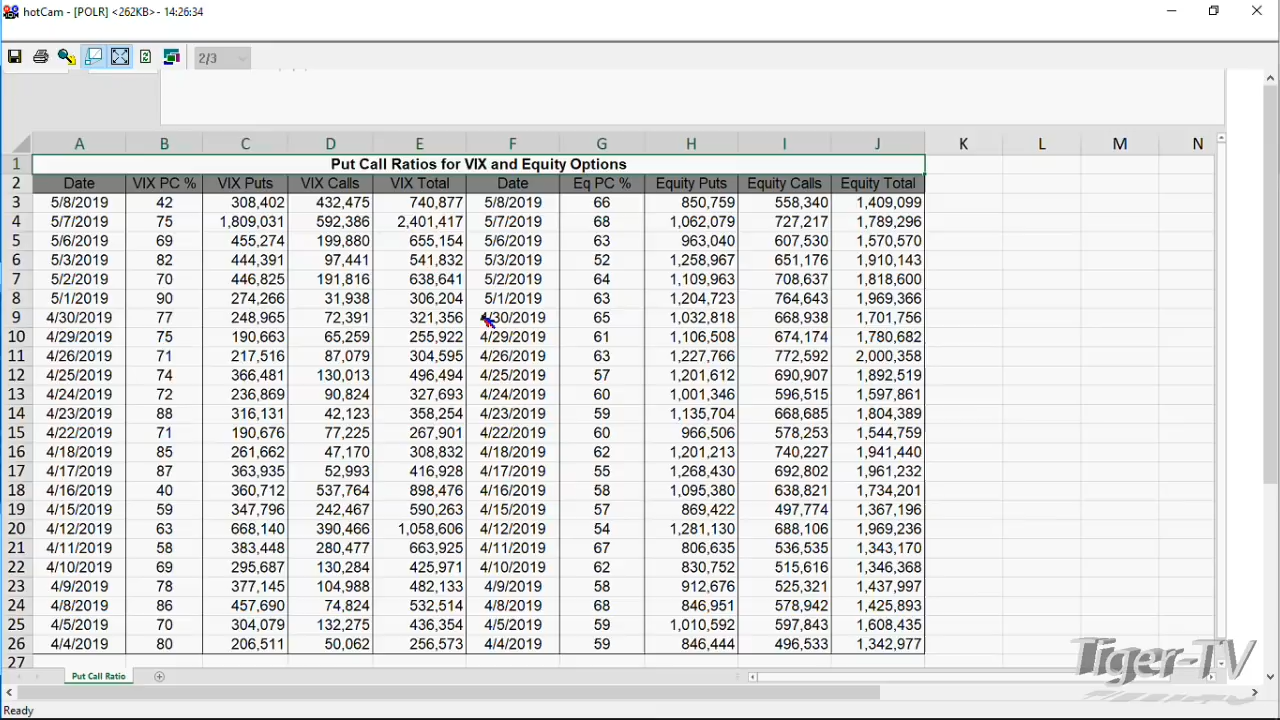 hotCam - [POLR] <262KB> - 14:26:34
2/3
A B C D E F G H I J K L M N
1 Put Call Ratios for VIX and Equity Options
2 Date VIX PC % VIX Puts VIX Calls VIX Total Date Eq PC % Equity Puts Equity Calls Equity Total
3 5/8/2019 42 308,402 432,475 740,877 5/8/2019 66 850,759 558,340 1,409,099
4 5/7/2019 75 1,809,031 592,386 2,401,417 5/7/2019 68 1,062,079 727,217 1,789,296
5 5/6/2019 69 455,274 199,880 655,154 5/6/2019 63 963,040 607,530 1,570,570
6 5/3/2019 82 444,391 97,441 541,832 5/3/2019 52 1,258,967 651,176 1,910,143
7 5/2/2019 70 446,825 191,816 638,641 5/2/2019 64 1,109,963 708,637 1,818,600
8 5/1/2019 90 274,266 31,938 306,204 5/1/2019 63 1,204,723 764,643 1,969,366
9 4/30/2019 77 248,965 72,391 321,356 4/30/2019 65 1,032,818 668,938 1,701,756
10 4/29/2019 75 190,663 65,259 255,922 4/29/2019 61 1,106,508 674,174 1,780,682
11 4/26/2019 71 217,516 87,079 304,595 4/26/2019 63 1,227,766 772,592 2,000,358
12 4/25/2019 74 366,481 130,013 496,494 4/25/2019 57 1,201,612 690,907 1,892,519
13 4/24/2019 72 236,869 90,824 327,693 4/24/2019 60 1,001,346 596,515 1,597,861
14 4/23/2019 88 316,131 42,123 358,254 4/23/2019 59 1,135,704 668,685 1,804,389
15 4/22/2019 71 190,676 77,225 267,901 4/22/2019 60 966,506 578,253 1,544,759
16 4/18/2019 85 261,662 47,170 308,832 4/18/2019 62 1,201,213 740,227 1,941,440
17 4/17/2019 87 363,935 52,993 416,928 4/17/2019 55 1,268,430 692,802 1,961,232
18 4/16/2019 40 360,712 537,764 898,476 4/16/2019 58 1,095,380 638,821 1,734,201
19 4/15/2019 59 347,796 242,467 590,263 4/15/2019 57 869,422 497,774 1,367,196
20 4/12/2019 63 668,140 390,466 1,058,606 4/12/2019 54 1,281,130 688,106 1,969,236
21 4/11/2019 58 383,448 280,477 663,925 4/11/2019 67 806,635 536,535 1,343,170
22 4/10/2019 69 295,687 130,284 425,971 4/10/2019 62 830,752 515,616 1,346,368
23 4/9/2019 78 377,145 104,988 482,133 4/9/2019 58 912,676 525,321 1,437,997
24 4/8/2019 86 457,690 74,824 532,514 4/8/2019 68 846,951 578,942 1,425,893
25 4/5/2019 70 304,079 132,275 436,354 4/5/2019 59 1,010,592 597,843 1,608,435
26 4/4/2019 80 206,511 50,062 256,573 4/4/2019 59 846,444 496,533 1,342,977
27
Tiger-TV
Put Call Ratio
Ready